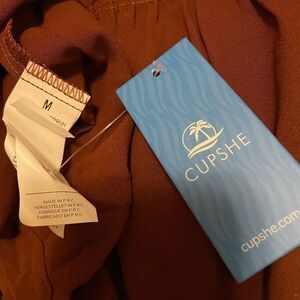 M
MADE IN P.R.C
HERGESTELLT IN P.R.C
FABRIQUÉ EN P.R.C
FABRICADO EN P.R.C
CUPSHE
cupshe.com